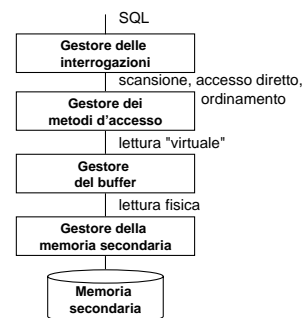 SQL
Gestore delle
interrogazioni
scansione, accesso diretto,
ordinamento
Gestore dei
metodi d'accesso
lettura "virtuale"
Gestore
del buffer
lettura fisica
Gestore della
memoria secondaria
Memoria
secondaria